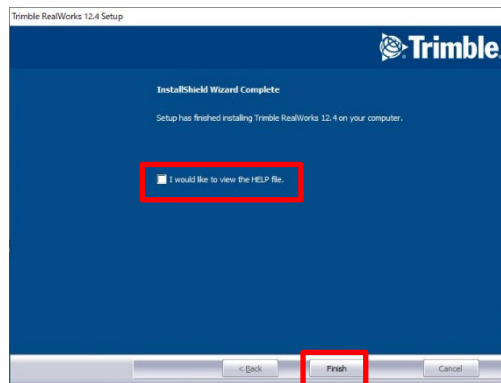 Trimble RealWorks 12.4 Setup
Trimble.
InstallShield Wizard Complete
Setup has finished installing Trimble RealWorks 12.4 on your computer.
I would like to view the HELP file.
< Back
Finish
Cancel